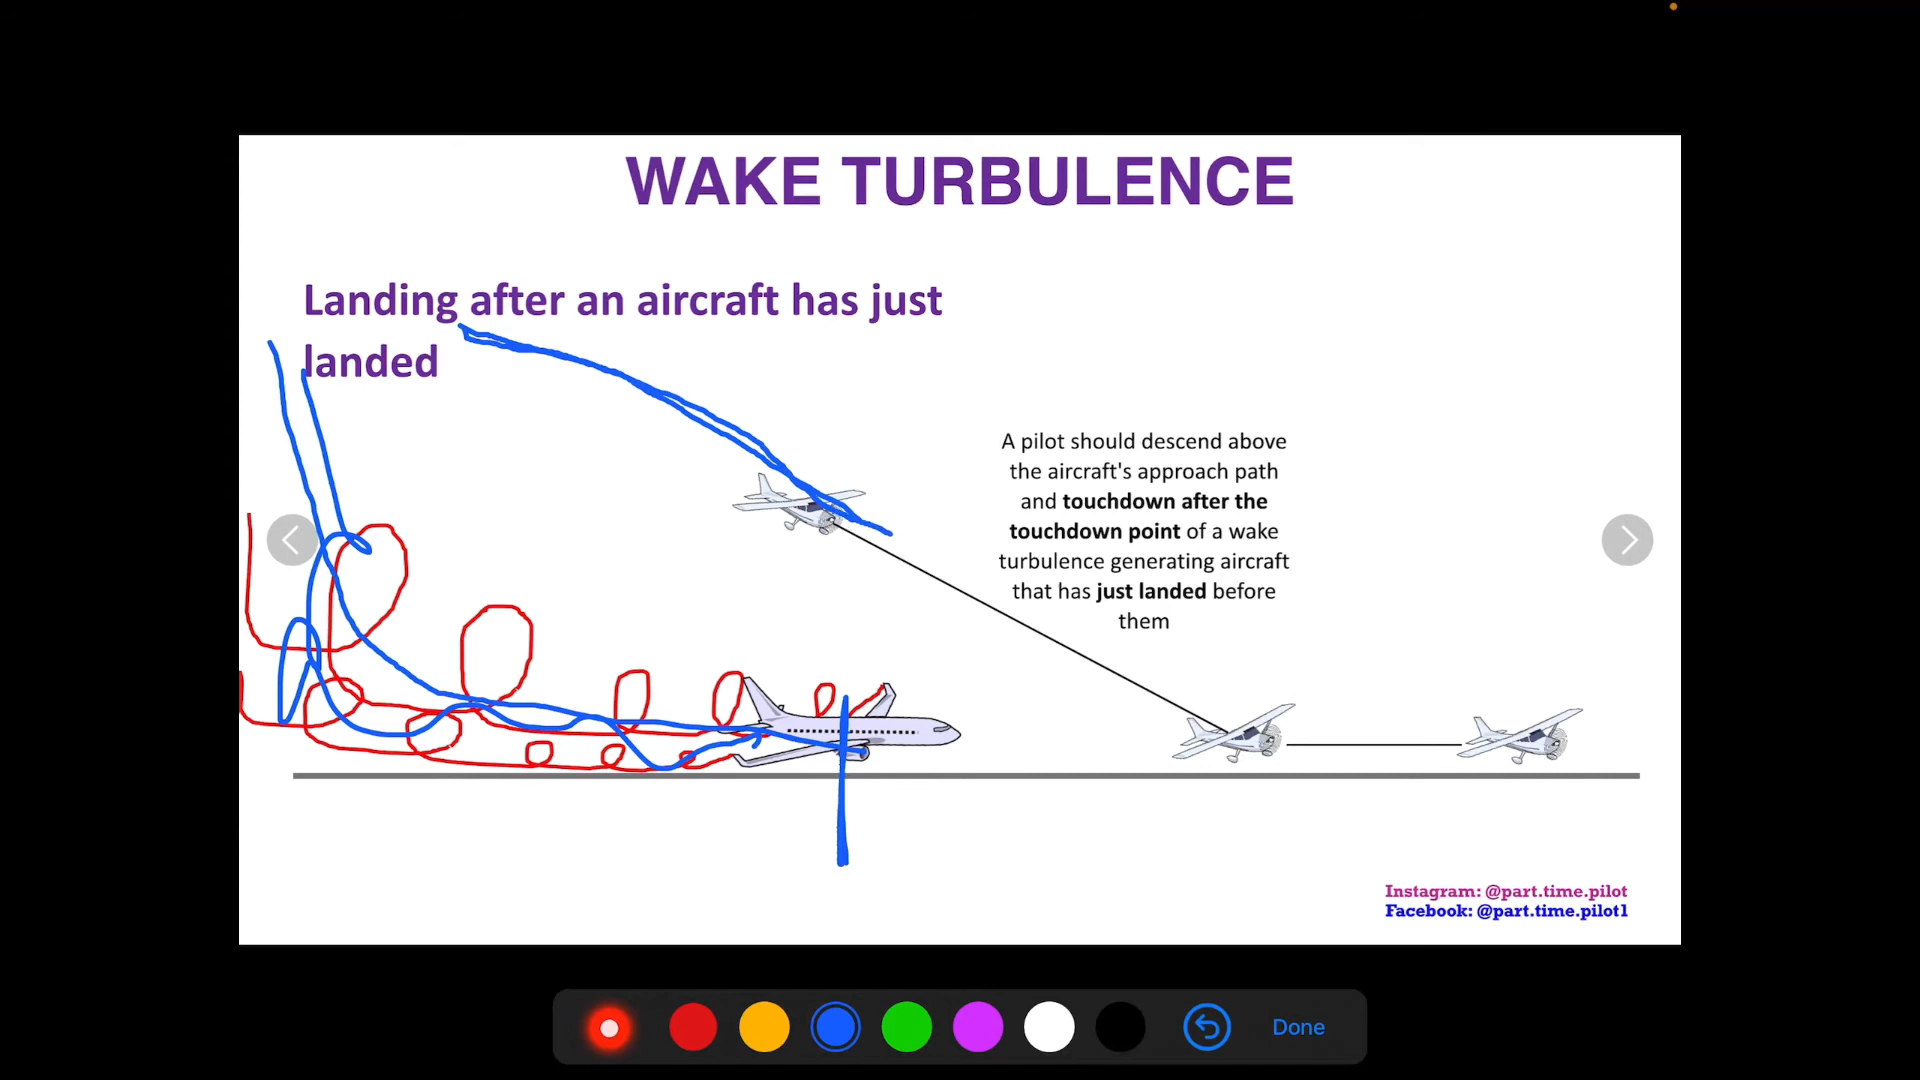 WAKE TURBULENCE
Landing after an aircraft has just
landed
A pilot should descend above
the aircraft's approach path
and touchdown after the
touchdown point of a wake
turbulence generating aircraft
that has just landed before
them
Instagram: @part.time.pilot
Facebook: @part.time.pilot1
Done